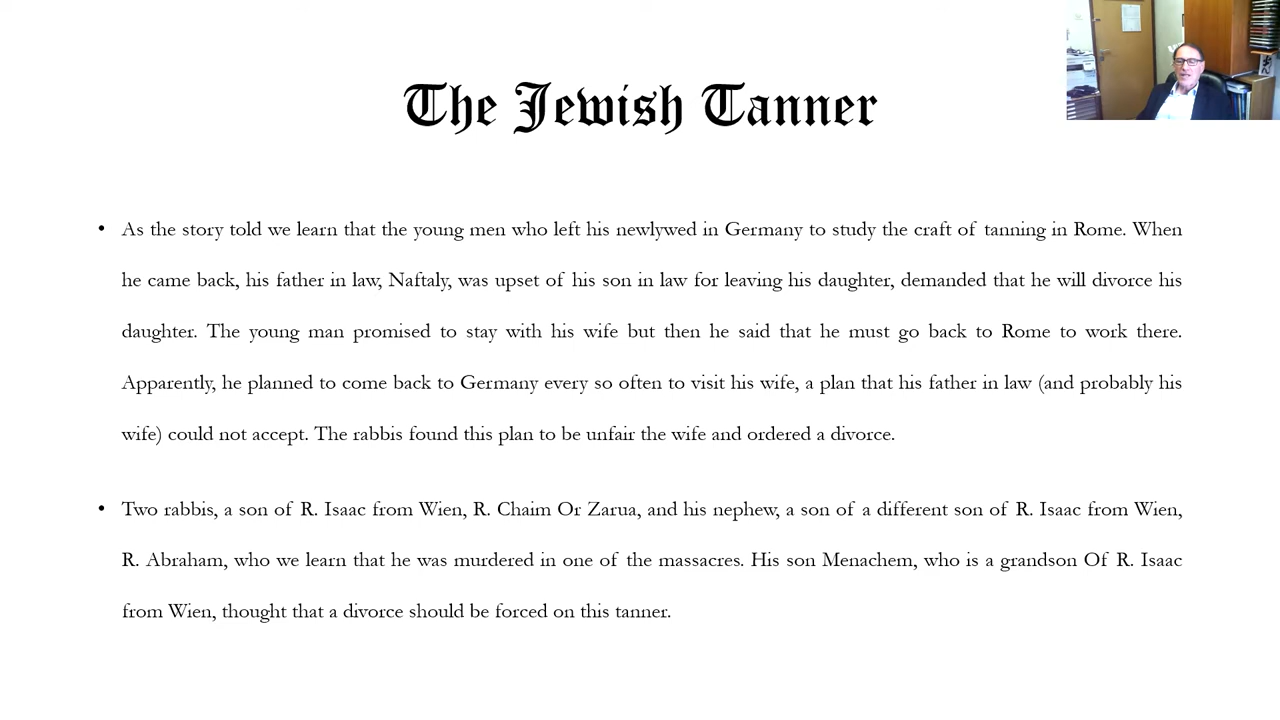 The Jewish Tanner
• As the story told we learn that the young men who left his newlywed in Germany to study the craft of tanning in Rome. When
he came back, his father in law, Naftaly, was upset of his son in law for leaving his daughter, demanded that he will divorce his
daughter. The young man promised to stay with his wife but then he said that he must go back to Rome to work there.
Apparently, he planned to come back to Germany every so often to visit his wife, a plan that his father in law (and probably his
wife) could not accept. The rabbis found this plan to be unfair the wife and ordered a divorce.
• Two rabbis, a son of R. Isaac from Wien, R. Chaim Or Zarua, and his nephew, a son of a different son of R. Isaac from Wien,
R. Abraham, who we learn that he was murdered in one of the massacres. His son Menachem, who is a grandson Of R. Isaac
from Wien, thought that a divorce should be forced on this tanner.